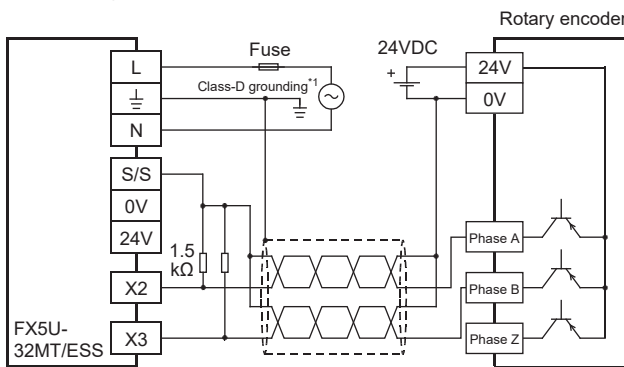 Rotary encoder
Fuse
24VDC
L
Class-D grounding*1
N
+
24V
0V
S/S
0V
24V
1.5
kΩ
X2
X3
FX5U-
32MT/ESS
Phase A
Phase B
Phase Z